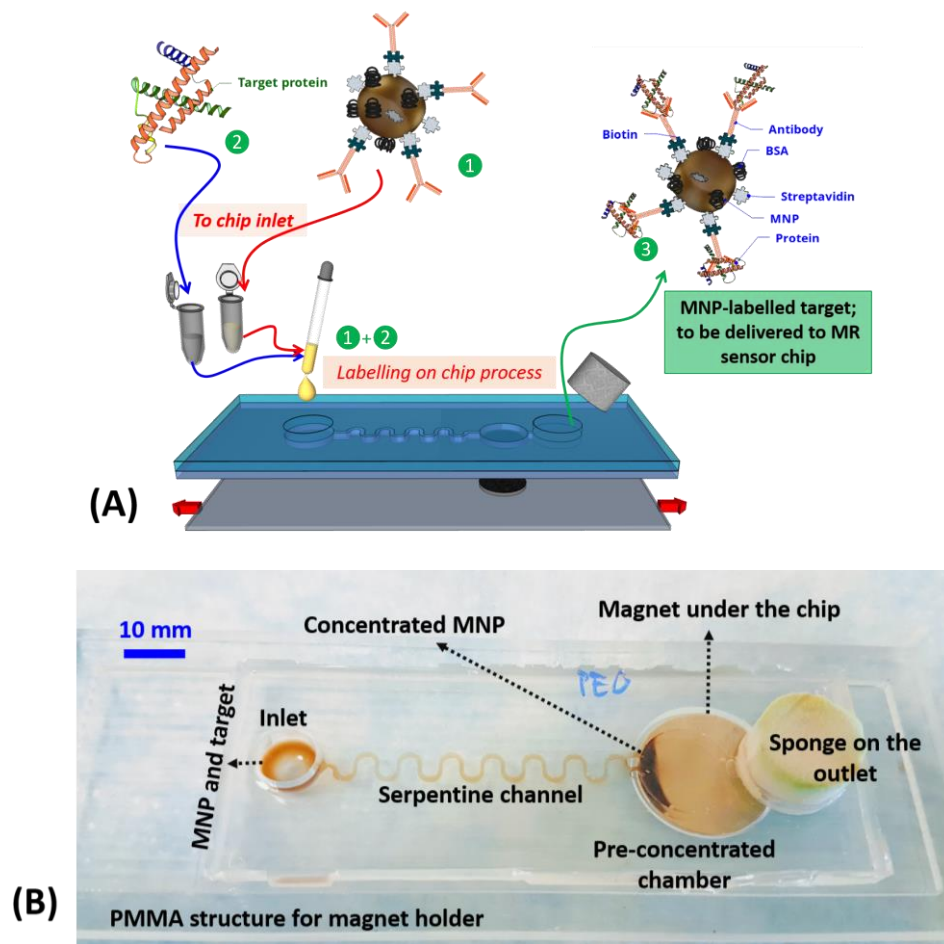 Target protein
2
1
To chip inlet
1 + 2
Labelling on chip process
Biotin
Antibody
BSA
Streptavidin
MNP
Protein
3
MNP-labelled target;
to be delivered to MR
sensor chip
(A)
10 mm
Concentrated MNP
Magnet under the chip
PEO
MNP and target
Inlet
Serpentine channel
Sponge on the
outlet
Pre-concentrated
chamber
(B)
PMMA structure for magnet holder